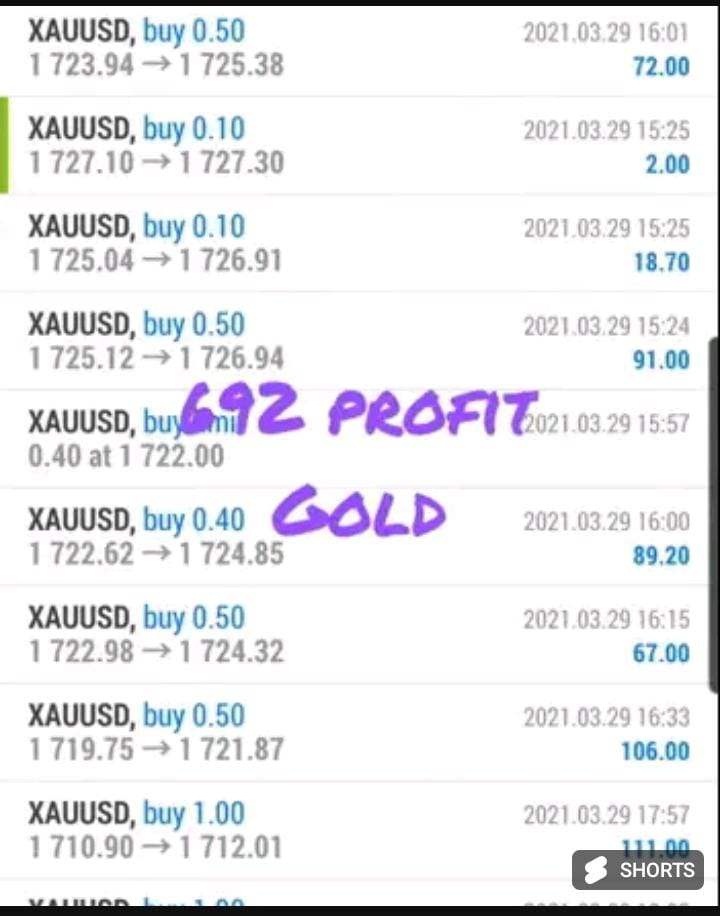 XAUUSD, buy 0.50 2021.03.29 16:01
1 723.94 → 1 725.38 72.00
XAUUSD, buy 0.10 2021.03.29 15:25
1 727.10 → 1 727.30 2.00
XAUUSD, buy 0.10 2021.03.29 15:25
1 725.04 → 1 726.91 18.70
XAUUSD, buy 0.50 2021.03.29 15:24
1 725.12 → 1 726.94 91.00
692 PROFIT
XAUUSD, buy 2021.03.29 15:57
0.40 at 1 722.00
GOLD
XAUUSD, buy 0.40 2021.03.29 16:00
1 722.62 → 1 724.85 89.20
XAUUSD, buy 0.50 2021.03.29 16:15
1 722.98 → 1 724.32 67.00
XAUUSD, buy 0.50 2021.03.29 16:33
1 719.75 → 1 721.87 106.00
XAUUSD, buy 1.00 2021.03.29 17:57
1 710.90 → 1 712.01 111.00
SHORTS
XAUUSD, buy 1.00